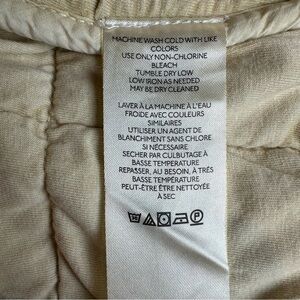 MACHINE WASH COLD WITH LIKE
COLORS
USE ONLY NON-CHLORINE
BLEACH
TUMBLE DRY LOW
LOW IRON AS NEEDED
MAY BE DRY CLEANED
LAVER À LA MACHINE À L'EAU
FROIDE AVEC COULEURS
SIMILAIRES
UTILISER UN AGENT DE
BLANCHIMENT SANS CHLORE
SI NÉCESSAIRE
SECHER PAR CULBUTAGE À
BASSE TEMPÉRATURE
REPASSER, AU BESOIN, À TRÈS
BASSE TEMPÉRATURE
PEUT-ÊTRE ÊTRE NETTOYÉE
À SEC